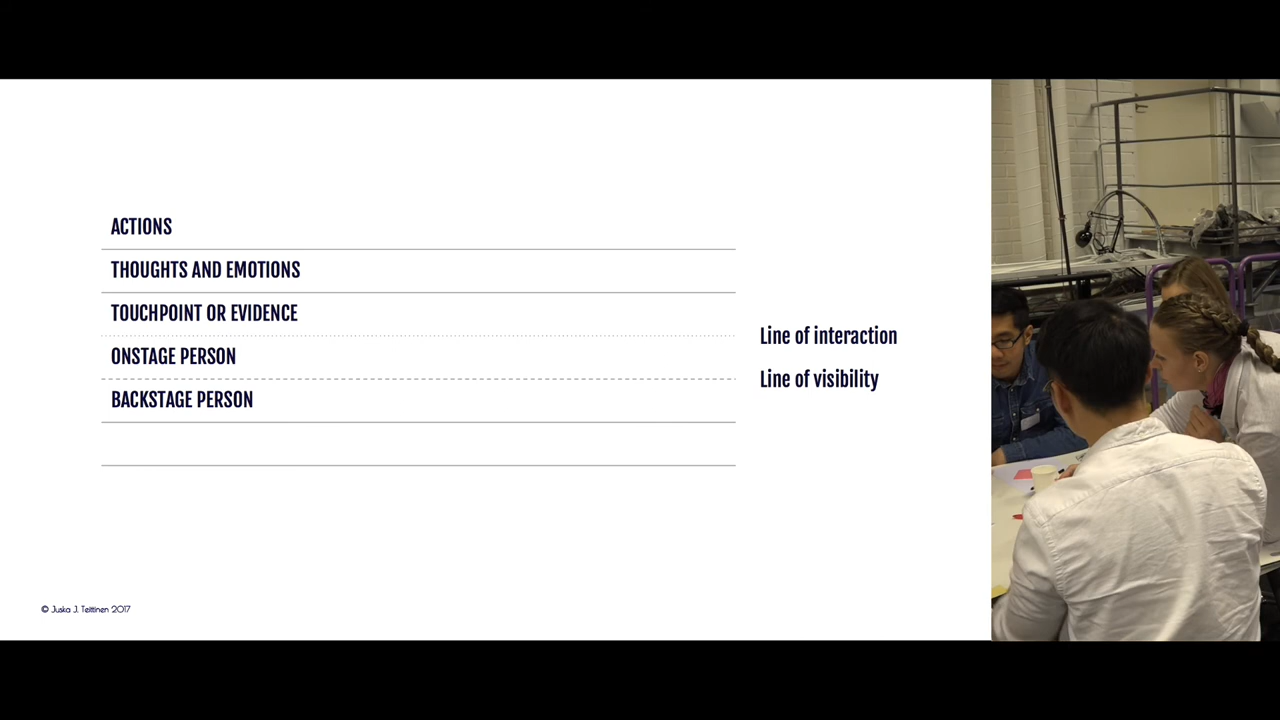 ACTIONS
THOUGHTS AND EMOTIONS
TOUCHPOINT OR EVIDENCE
Line of interaction
ONSTAGE PERSON
Line of visibility
BACKSTAGE PERSON
© Juska J. Teittinen 2017